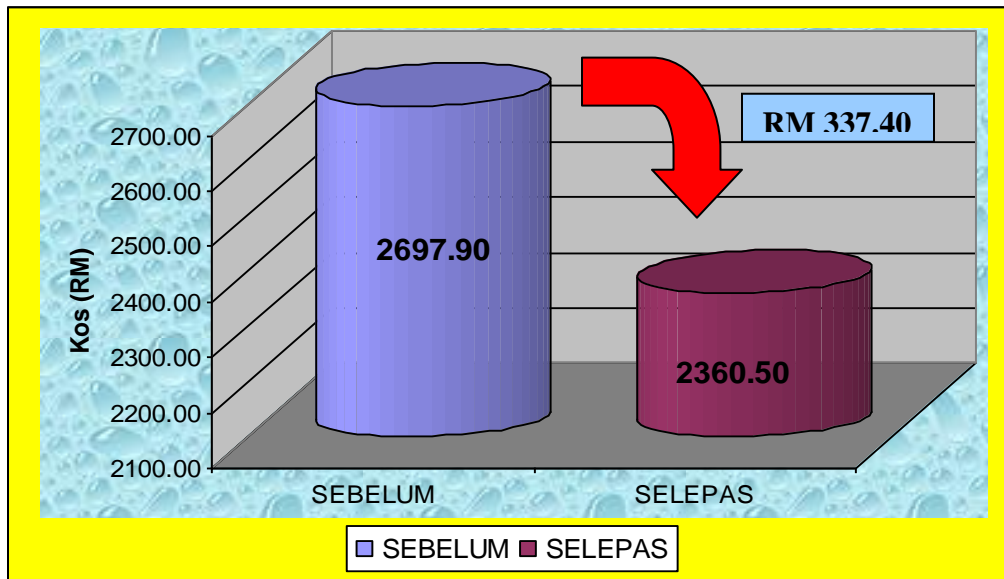 RM 337.40
2700.00
2600.00
2500.00
2400.00
2300.00
2200.00
2100.00
Kos (RM)
2697.90
2360.50
SEBELUM
SELEPAS
SEBELUM SELEPAS